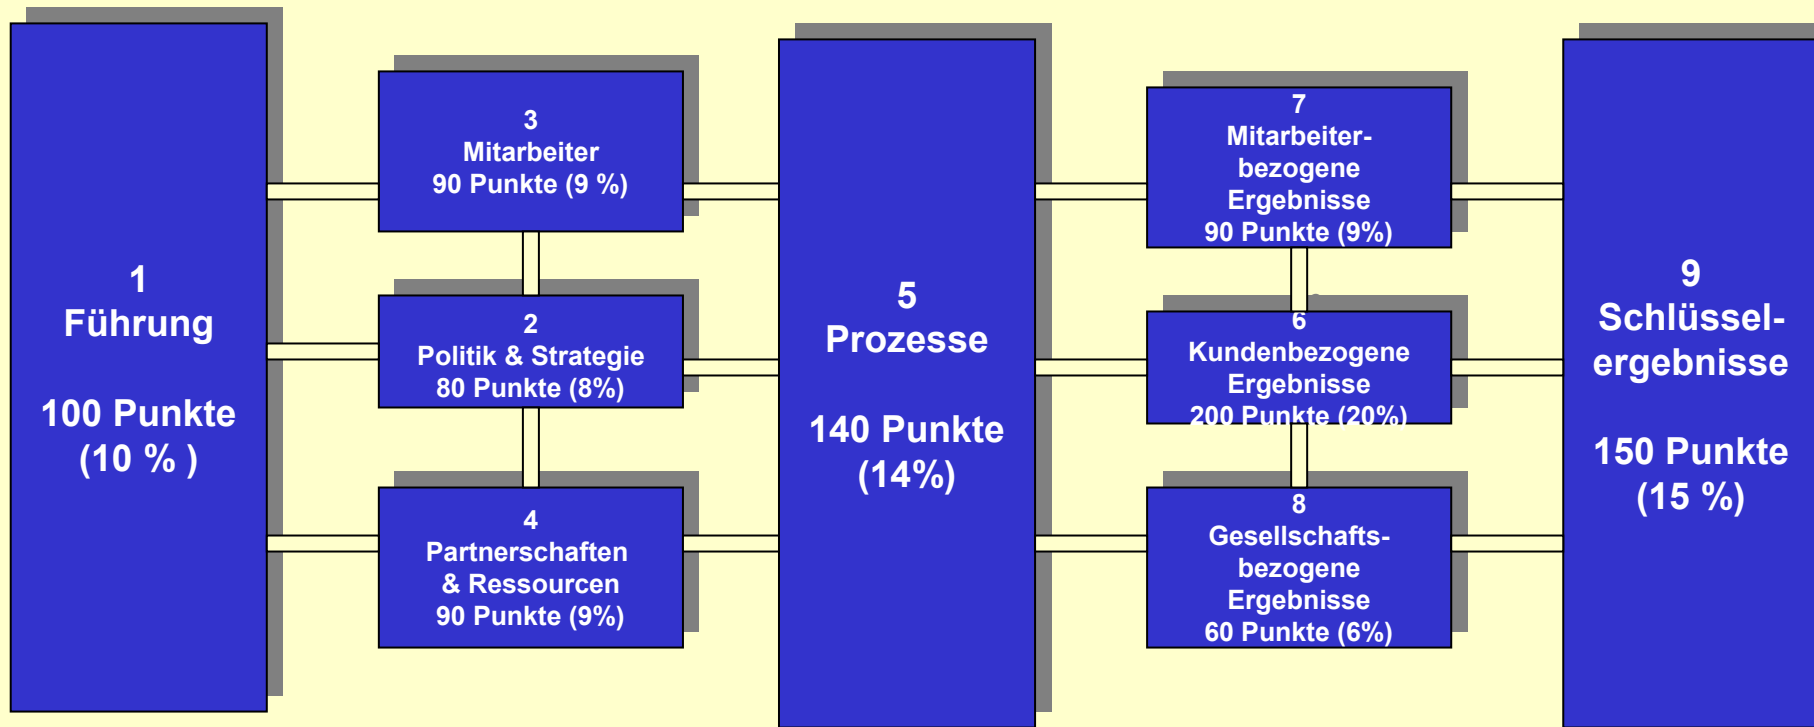 1
Führung
100 Punkte
(10 % )
3
Mitarbeiter
90 Punkte (9 %)
2
Politik & Strategie
80 Punkte (8%)
4
Partnerschaften
& Ressourcen
90 Punkte (9%)
5
Prozesse
140 Punkte
(14%)
7
Mitarbeiter-
bezogene
Ergebnisse
90 Punkte (9%)
6
Kundenbezogene
Ergebnisse
200 Punkte (20%)
8
Gesellschafts-
bezogene
Ergebnisse
60 Punkte (6%)
9
Schlüssel-
ergebnisse
150 Punkte
(15 %)